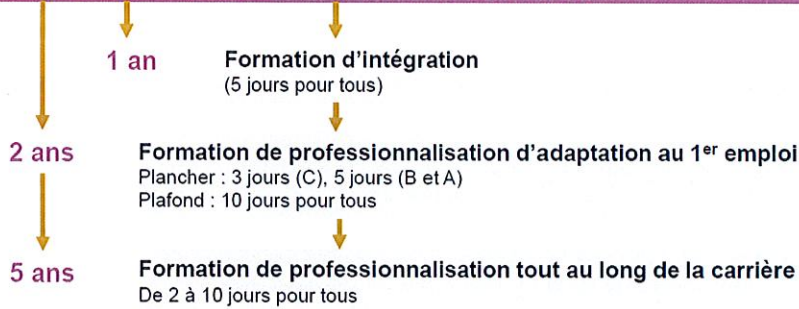 1 an
Formation d'intégration
(5 jours pour tous)
2 ans
Formation de professionnalisation d'adaptation au 1er emploi
Plancher : 3 jours (C), 5 jours (B et A)
Plafond : 10 jours pour tous
5 ans
Formation de professionnalisation tout au long de la carrière
De 2 à 10 jours pour tous